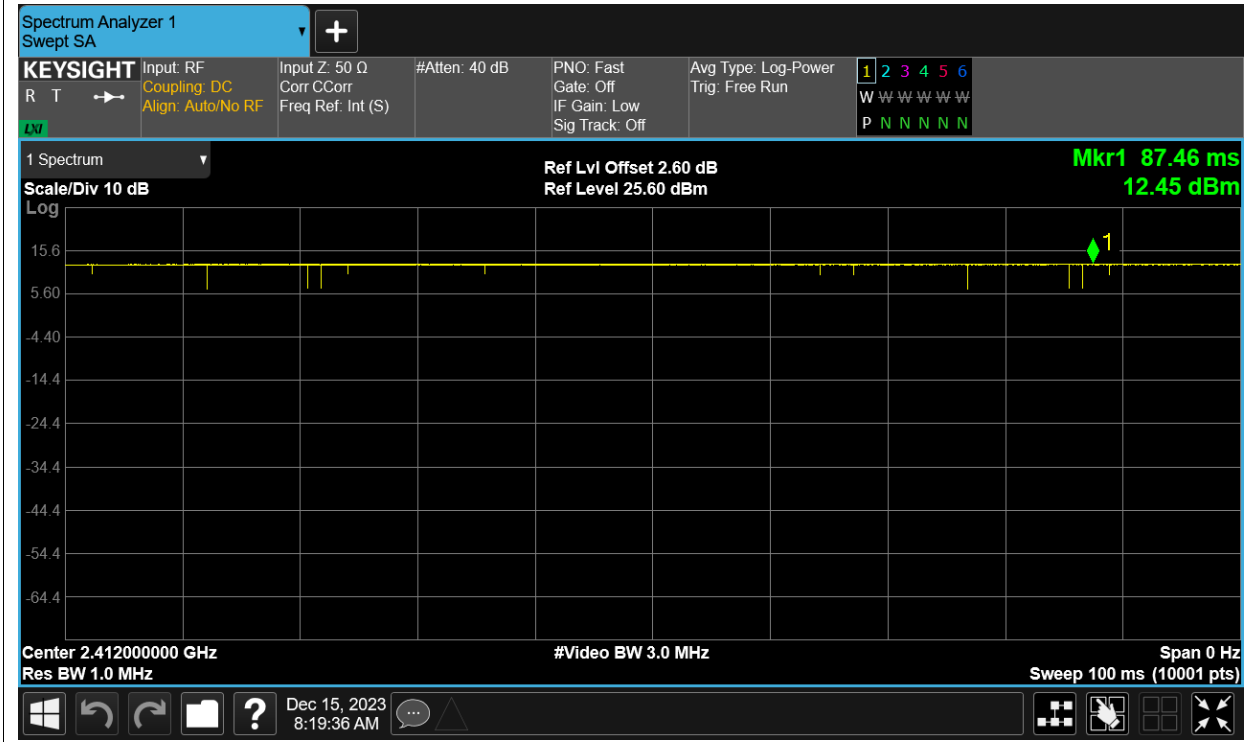 Spectrum Analyzer 1
Swept SA
+
KEYSIGHT
R T
LXI
Input: RF
Coupling: DC
Align: Auto/No RF
Input Z: 50 Ω
Corr CCorr
Freq Ref: Int (S)
#Atten: 40 dB
PNO: Fast
Gate: Off
IF Gain: Low
Sig Track: Off
Avg Type: Log-Power
Trig: Free Run
1 2 3 4 5 6
W W W W W W
P N N N N N
1 Spectrum
Scale/Div 10 dB
Log
Ref Lvl Offset 2.60 dB
Ref Level 25.60 dBm
Mkr1 87.46 ms
12.45 dBm
1
15.6
5.60
-4.40
-14.4
-24.4
-34.4
-44.4
-54.4
-64.4
Center 2.412000000 GHz
Res BW 1.0 MHz
#Video BW 3.0 MHz
Span 0 Hz
Sweep 100 ms (10001 pts)
?
Dec 15, 2023
8:19:36 AM